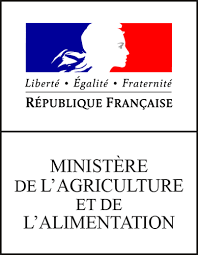 Liberté • Égalité • Fraternité
RÉPUBLIQUE FRANÇAISE
MINISTÈRE
DE L'AGRICULTURE
ET DE
L'ALIMENTATION